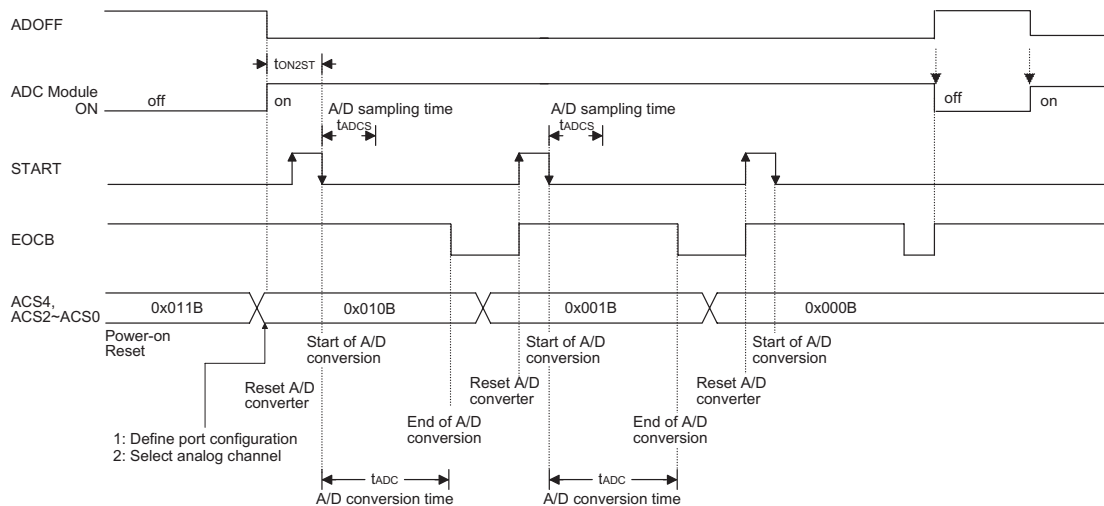 ADOFF
tON2ST
ADC Module
ON
off
on
off
on
A/D sampling time
tADCS
A/D sampling time
tADCS
START
EOCB
ACS4,
ACS2~ACS0
0x011B
0x010B
0x001B
0x000B
Power-on
Reset
Start of A/D
conversion
Start of A/D
conversion
Start of A/D
conversion
Reset A/D
converter
Reset A/D
converter
Reset A/D
converter
End of A/D
conversion
End of A/D
conversion
1: Define port configuration
2: Select analog channel
tADC
A/D conversion time
tADC
A/D conversion time